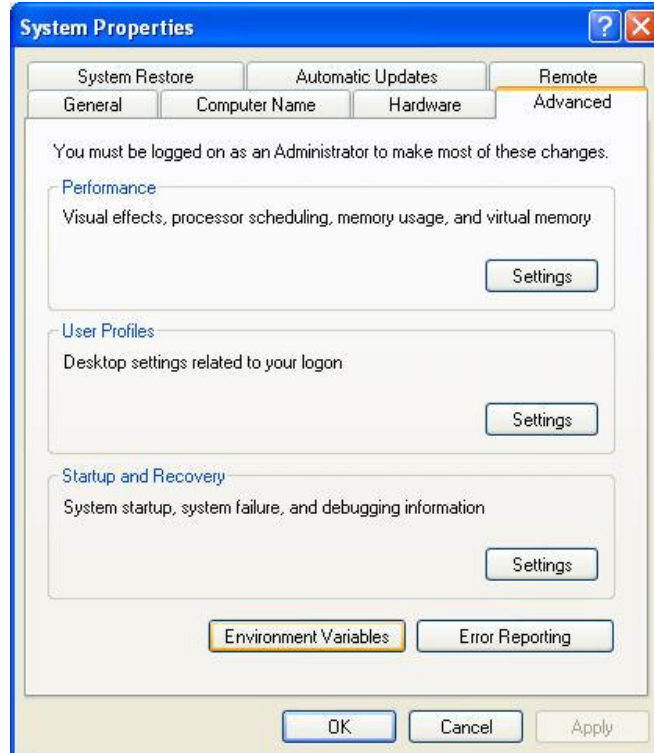 System Properties
System Restore Automatic Updates Remote
General Computer Name Hardware Advanced
You must be logged on as an Administrator to make most of these changes.
Performance
Visual effects, processor scheduling, memory usage, and virtual memory
Settings
User Profiles
Desktop settings related to your logon
Settings
Startup and Recovery
System startup, system failure, and debugging information
Settings
Environment Variables Error Reporting
OK Cancel Apply